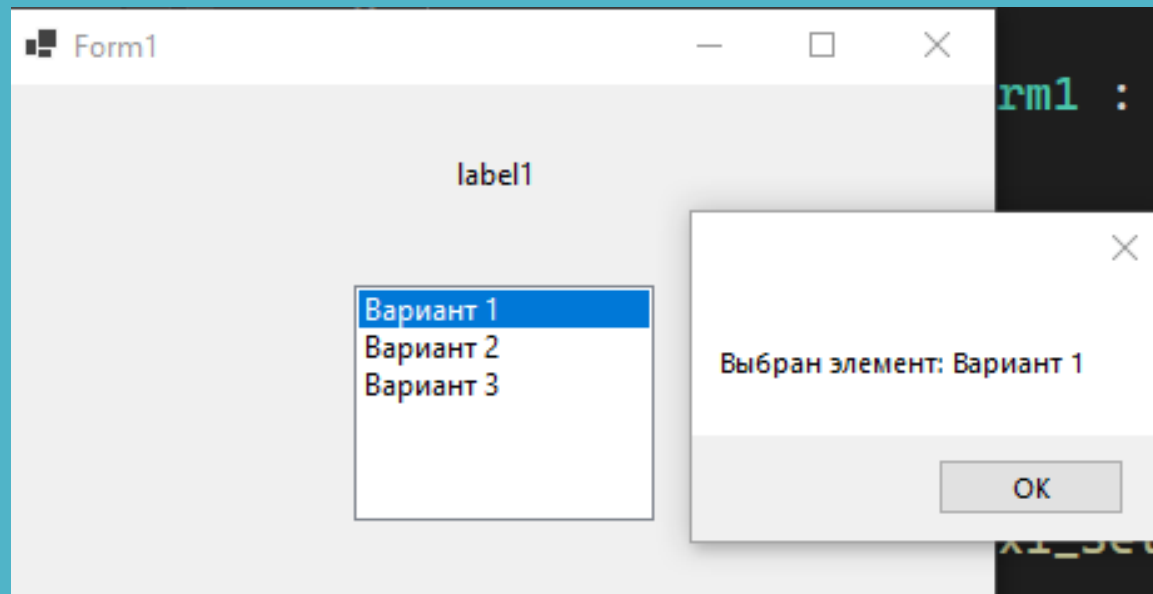 Form1
rm1 :
label1
Вариант 1
Вариант 2
Вариант 3
Выбран элемент: Вариант 1
OK